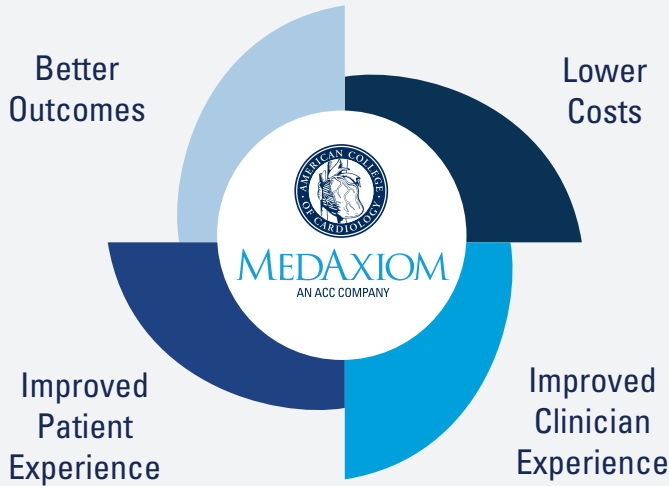 Better
Outcomes
Lower
Costs
AMERICAN COLLEGE
OF CARDIOLOGY
MEDAXIOM
AN ACC COMPANY
Improved
Patient
Experience
Improved
Clinician
Experience